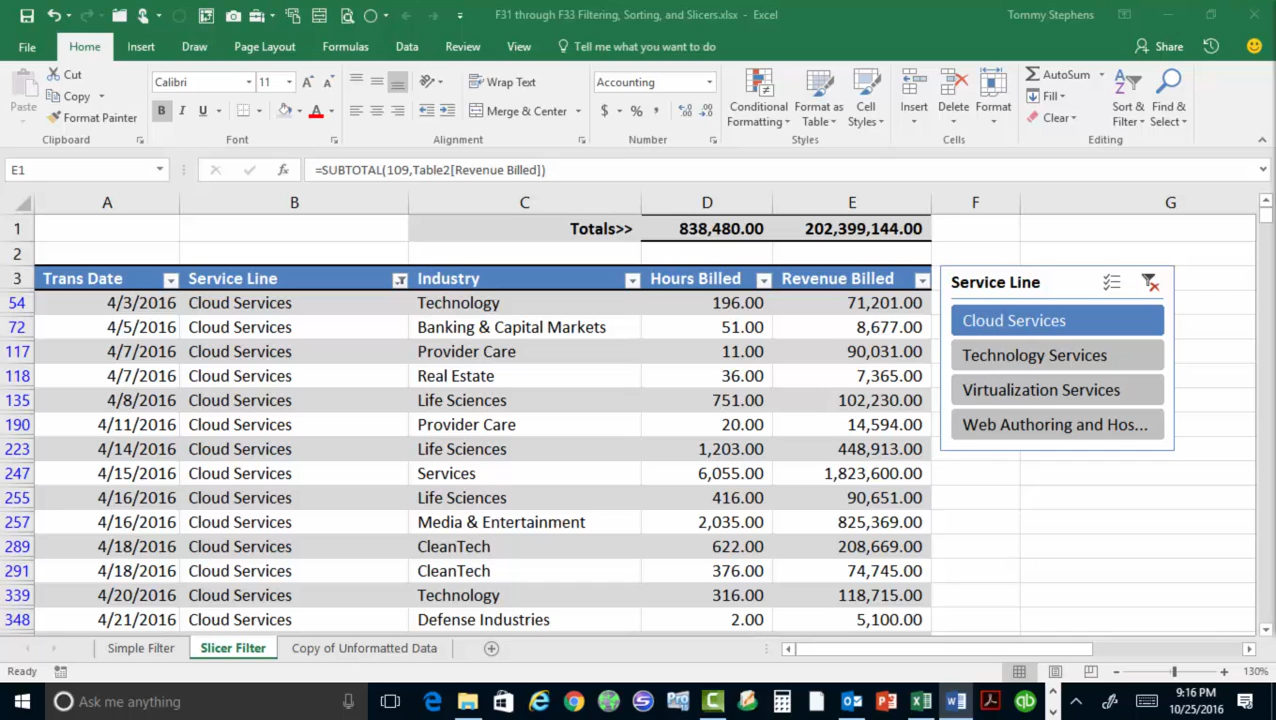 F31 through F33 Filtering, Sorting, and Slicers.xlsx - Excel
Tommy Stephens
File Home Insert Draw Page Layout Formulas Data Review View Tell me what you want to do Share
Paste Cut Calibri 11 Wrap Text Accounting AutoSum
Copy Fill
Format Painter B I U Merge & Center $ % , Conditional Formatting Format as Table Cell Styles Insert Delete Format Clear Sort & Filter Find & Select
Clipboard Font Alignment Number Styles Cells Editing
E1 fx =SUBTOTAL(109,Table2[Revenue Billed])
A B C D E F G
1 Totals>> 838,480.00 202,399,144.00
2
3 Trans Date Service Line Industry Hours Billed Revenue Billed
54 4/3/2016 Cloud Services Technology 196.00 71,201.00
72 4/5/2016 Cloud Services Banking & Capital Markets 51.00 8,677.00
117 4/7/2016 Cloud Services Provider Care 11.00 90,031.00
118 4/7/2016 Cloud Services Real Estate 36.00 7,365.00
135 4/8/2016 Cloud Services Life Sciences 751.00 102,230.00
190 4/11/2016 Cloud Services Provider Care 20.00 14,594.00
223 4/14/2016 Cloud Services Life Sciences 1,203.00 448,913.00
247 4/15/2016 Cloud Services Services 6,055.00 1,823,600.00
255 4/16/2016 Cloud Services Life Sciences 416.00 90,651.00
257 4/16/2016 Cloud Services Media & Entertainment 2,035.00 825,369.00
289 4/18/2016 Cloud Services CleanTech 622.00 208,669.00
291 4/18/2016 Cloud Services CleanTech 376.00 74,745.00
339 4/20/2016 Cloud Services Technology 316.00 118,715.00
348 4/21/2016 Cloud Services Defense Industries 2.00 5,100.00
Service Line
Cloud Services
Technology Services
Virtualization Services
Web Authoring and Hos...
Simple Filter Slicer Filter Copy of Unformatted Data
Ready 130%
Ask me anything
9:16 PM
10/25/2016